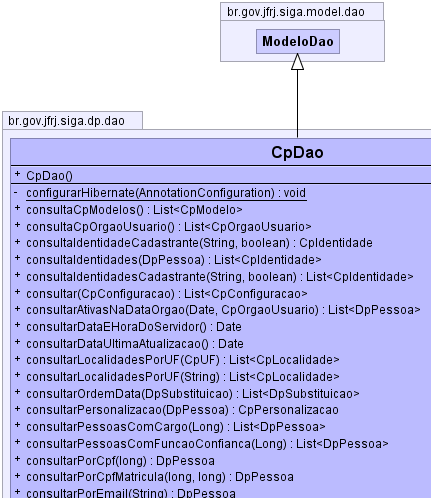 br.gov.jfrj.siga.model.dao
ModeloDao
br.gov.jfrj.siga.dp.dao
CpDao
+ CpDao()
- configurarHibernate(AnnotationConfiguration) : void
+ consultaCpModelos() : List<CpModelo>
+ consultaCpOrgaoUsuario() : List<CpOrgaoUsuario>
+ consultaIdentidadeCadastrante(String, boolean) : CpIdentidade
+ consultaIdentidades(DpPessoa) : List<CpIdentidade>
+ consultaIdentidadesCadastrante(String, boolean) : List<CpIdentidade>
+ consultar(CpConfiguracao) : List<CpConfiguracao>
+ consultarAtivasNaDataOrgao(Date, CpOrgaoUsuario) : List<DpPessoa>
+ consultarDataEHoraDoServidor() : Date
+ consultarDataUltimaAtualizacao() : Date
+ consultarLocalidadesPorUF(CpUF) : List<CpLocalidade>
+ consultarLocalidadesPorUF(String) : List<CpLocalidade>
+ consultarOrdemData(DpSubstituicao) : List<DpSubstituicao>
+ consultarPersonalizacao(DpPessoa) : CpPersonalizacao
+ consultarPessoasComCargo(Long) : List<DpPessoa>
+ consultarPessoasComFuncaoConfianca(Long) : List<DpPessoa>
+ consultarPorCpf(long) : DpPessoa
+ consultarPorCpfMatricula(long, long) : DpPessoa
+ consultarPorEmail(String) : DpPessoa